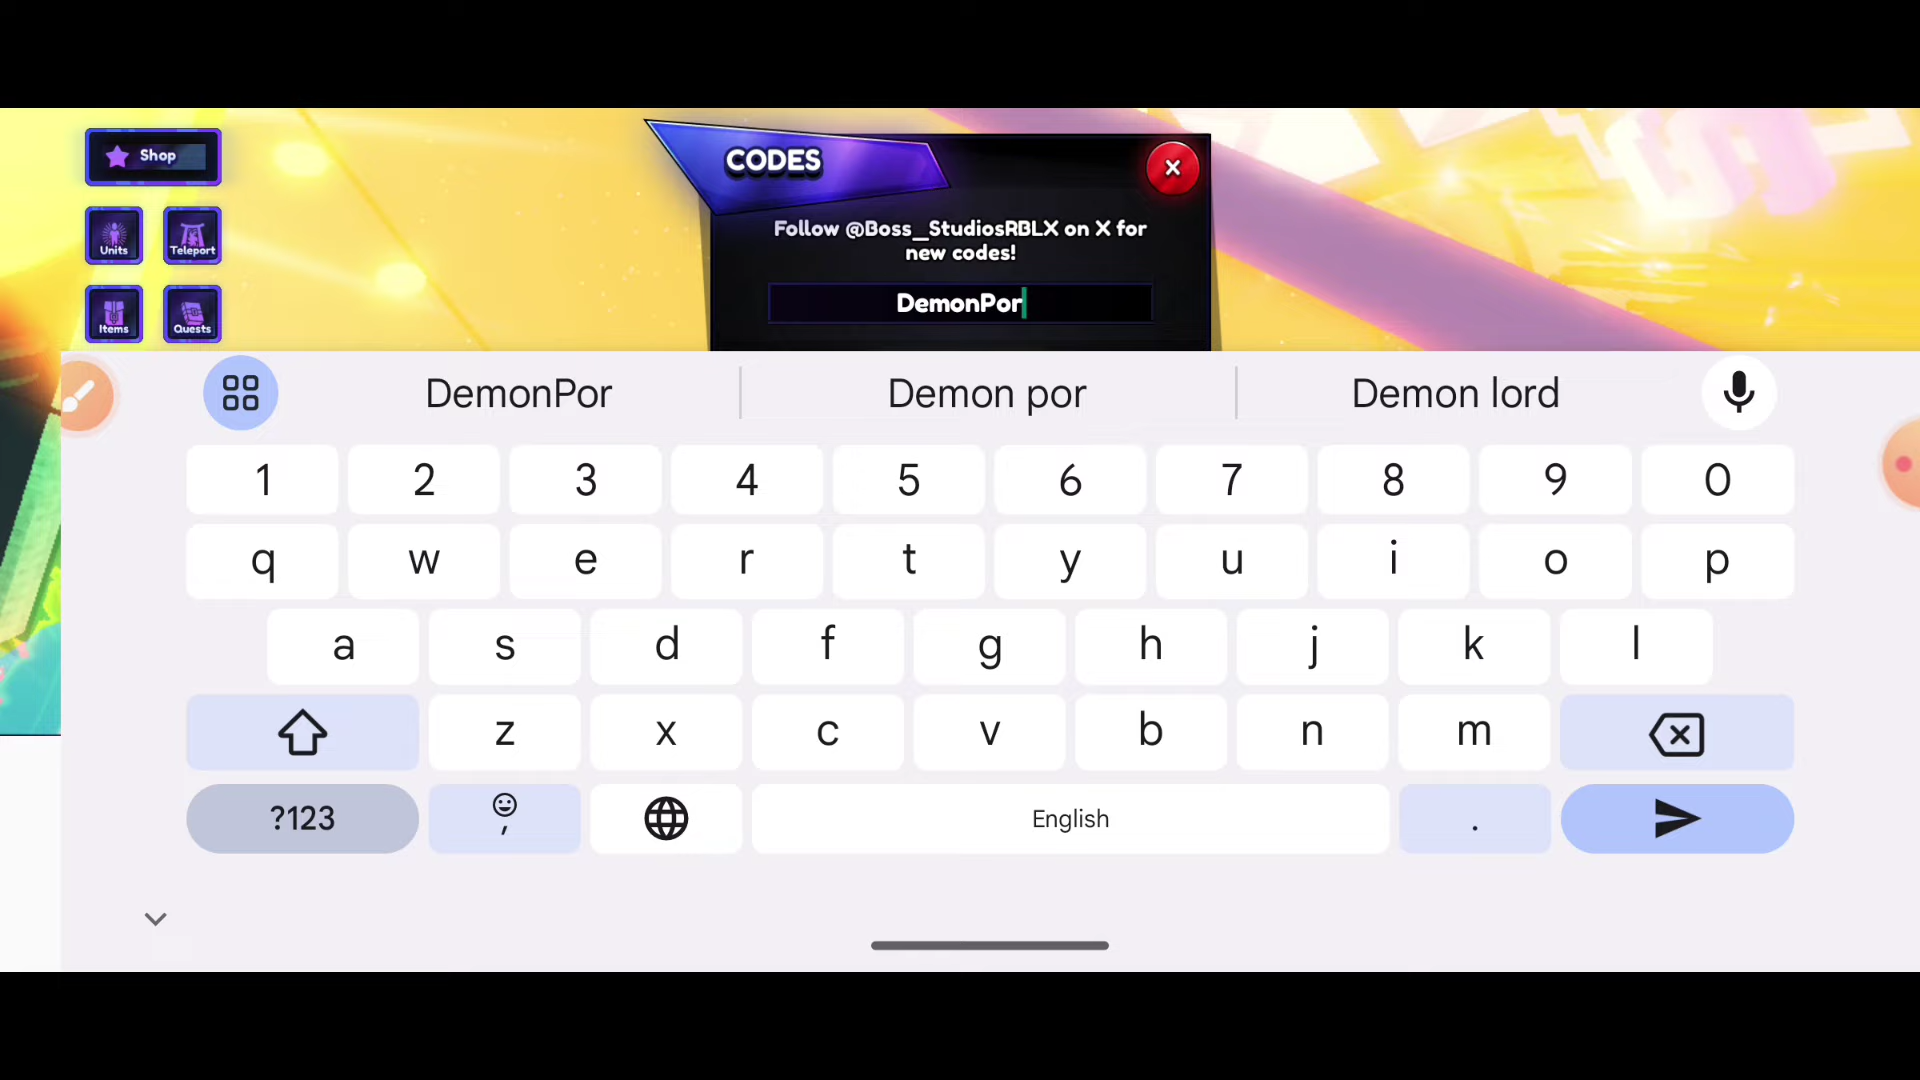 Shop
CODES
Follow @Boss_StudiosRBLX on X for
new codes!
Units
Teleport
DemonPor
Items
Quests
DemonPor
Demon por
Demon lord
1 2 3 4 5 6 7 8 9 0
q w e r t y u i o p
a s d f g h j k l
z x c v b n m
?123 , English .